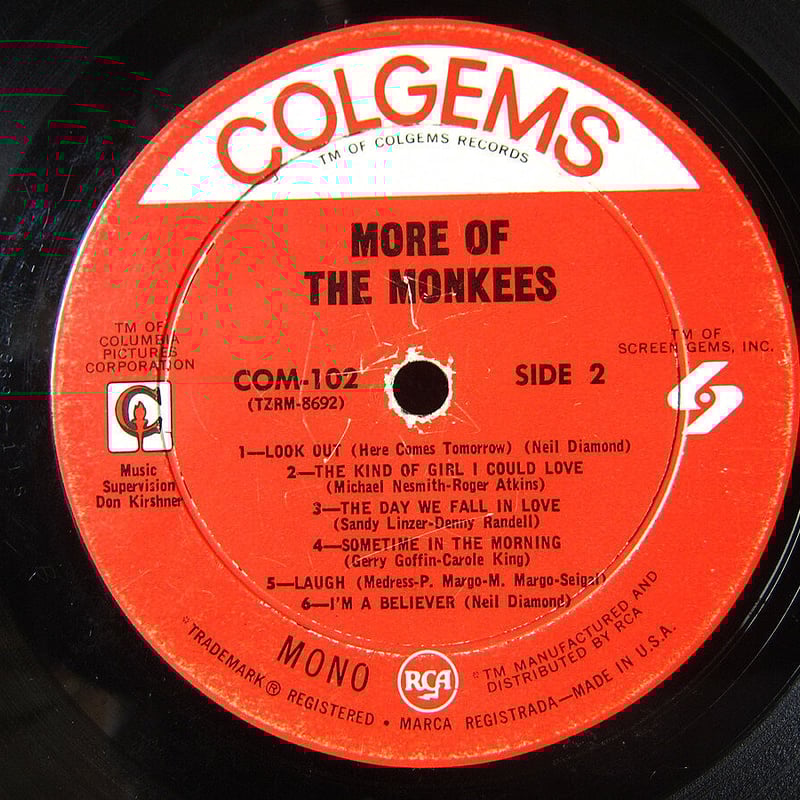 COLGEMS
TM OF COLGEMS RECORDS
MORE OF
THE MONKEES
TM OF
COLUMBIA
PICTURES
CORPORATION
TM OF
SCREEN GEMS, INC.
COM-102
SIDE 2
(TZRM-8692)
Music
Supervision
Don Kirshner
1—LOOK OUT (Here Comes Tomorrow) (Neil Diamond)
2—THE KIND OF GIRL I COULD LOVE
(Michael Nesmith-Roger Atkins)
3—THE DAY WE FALL IN LOVE
(Sandy Linzer-Denny Randell)
4—SOMETIME IN THE MORNING
(Gerry Goffin-Carole King)
5—LAUGH (Medress-P. Margo-M. Margo-Seigal)
6—I'M A BELIEVER (Neil Diamond)
MONO
RCA
®TM MANUFACTURED AND
DISTRIBUTED BY RCA
®TRADEMARK® REGISTERED • MARCA REGISTRADA—MADE IN U.S.A.